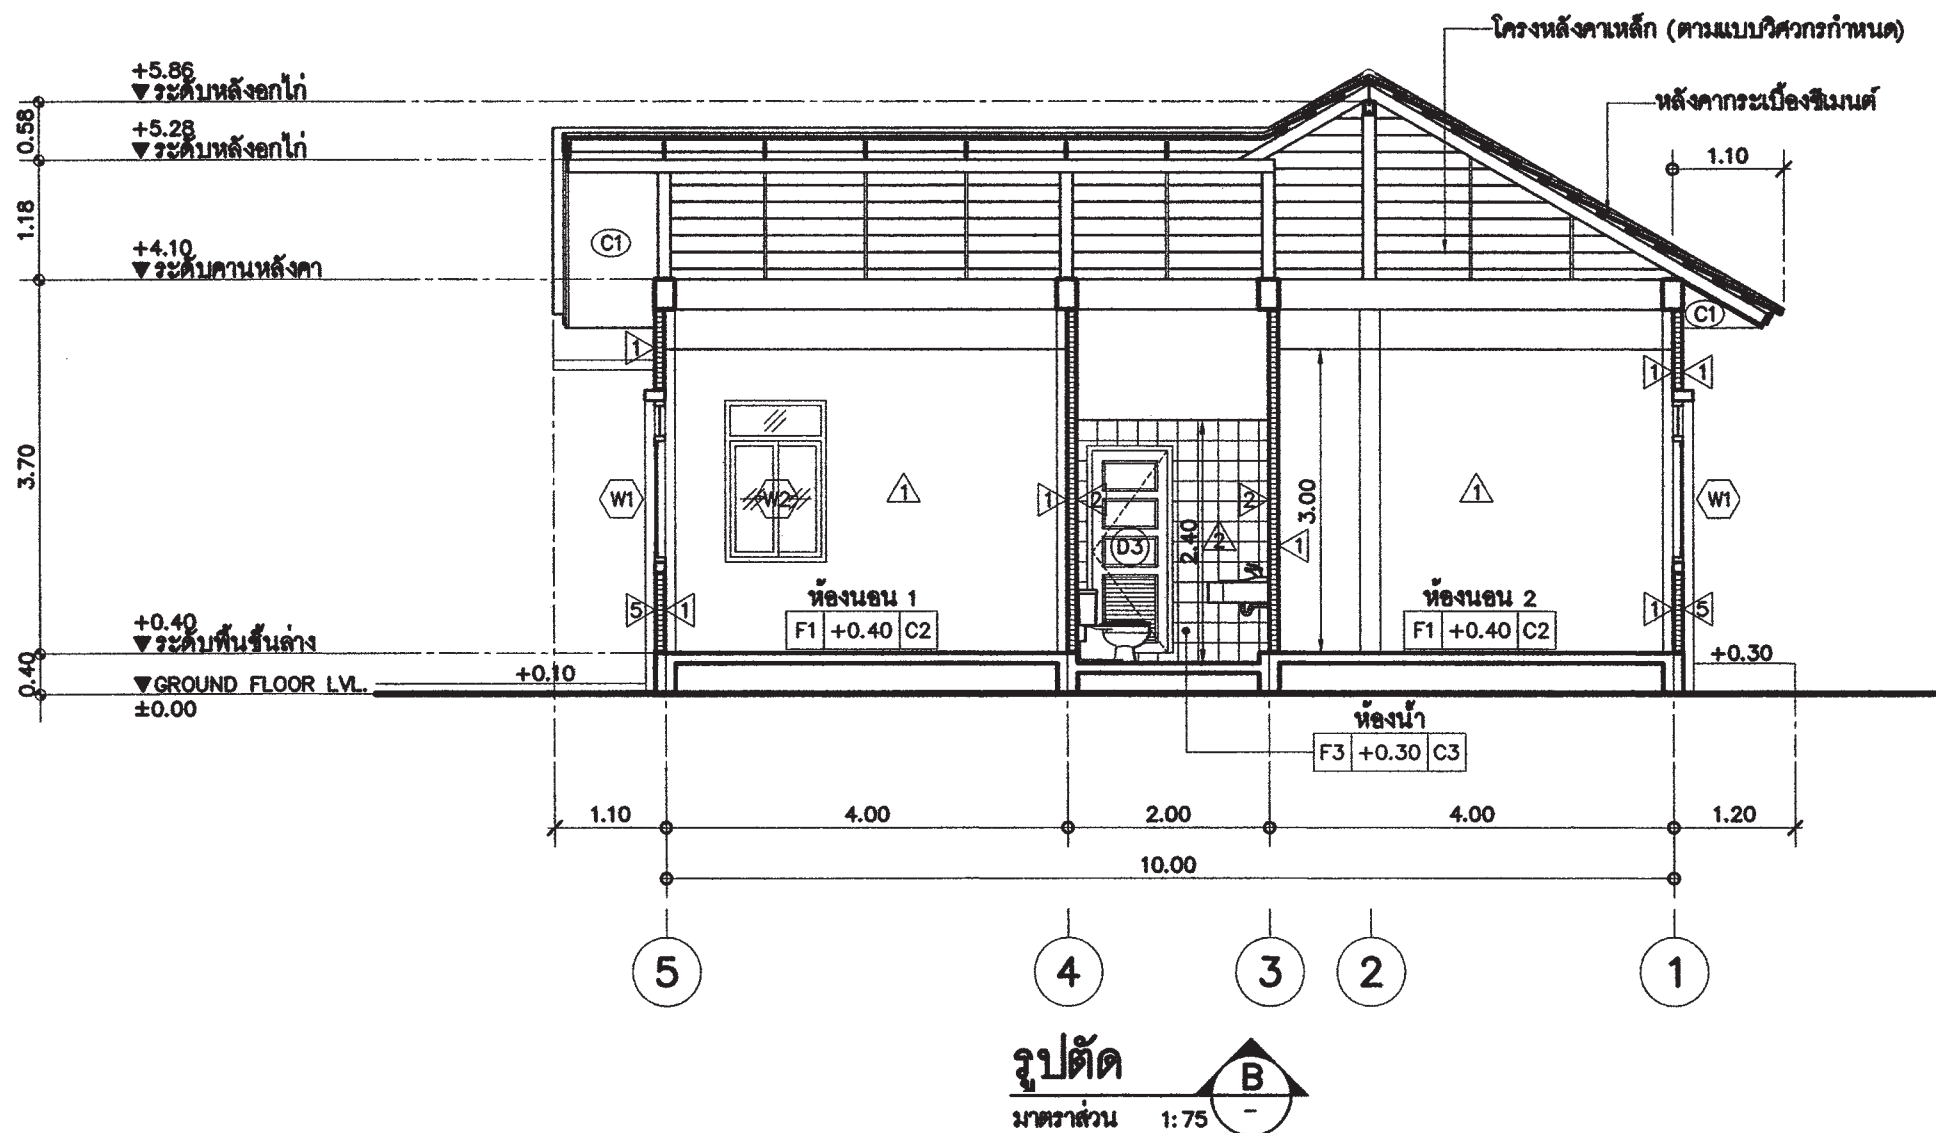 โครงหลังคาเหล็ก (ตามแบบวิศวกรกำหนด)
+5.86
▼ระดับหลังอกไก่
หลังคากระเบื้องซีเมนต์
0.58
+5.28
▼ระดับหลังอกไก่
1.10
1.18
C1
+4.10
▼ระดับคานหลังคา
C1
1
1 1
3.70
W1
W2
1
1 2
D3
2.40
2
2
1
3.00
1
W1
5 1
ห้องนอน 1
F1 +0.40 C2
ห้องนอน 2
F1 +0.40 C2
1 5
+0.40
▼ระดับพื้นชั้นล่าง
0.40
+0.10
+0.30
▼GROUND FLOOR LVL.
±0.00
ห้องน้ำ
F3 +0.30 C3
1.10 4.00 2.00 4.00 1.20
10.00
5 4 3 2 1
รูปตัด
B
มาตราส่วน 1:75
-